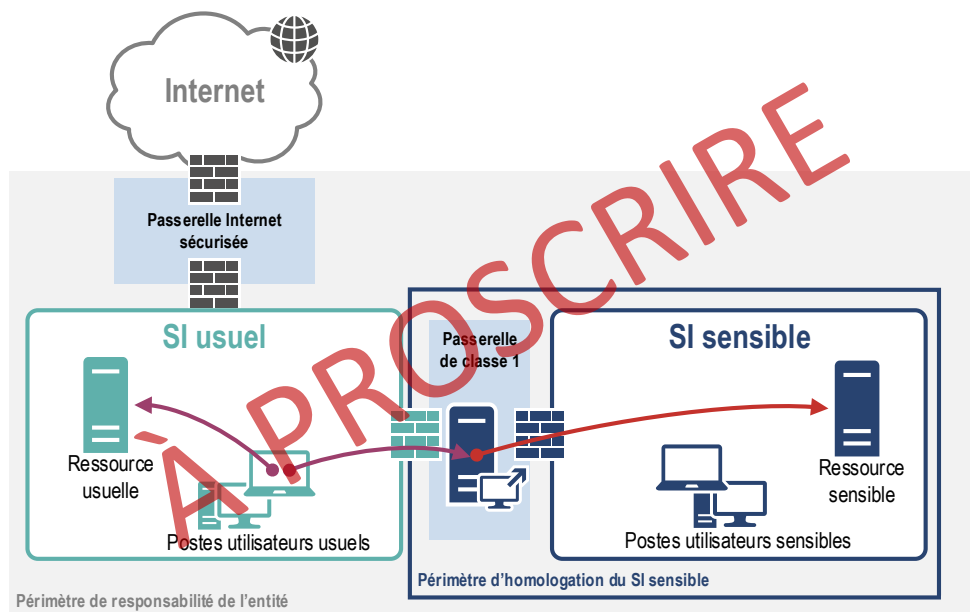 Internet
Passerelle Internet
sécurisée
SI usuel
Passerelle
de classe 1
SI sensible
À PROSCRIRE
Ressource
usuelle
Postes utilisateurs usuels
Postes utilisateurs sensibles
Ressource
sensible
Périmètre d'homologation du SI sensible
Périmètre de responsabilité de l'entité